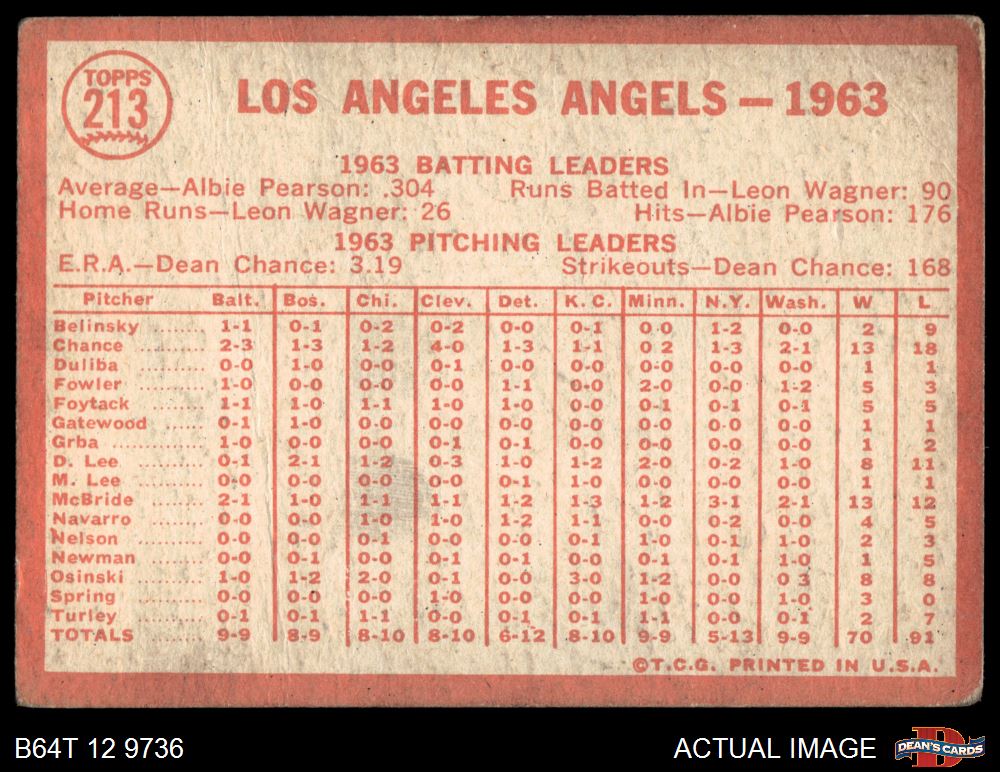 TOPPS
213
LOS ANGELES ANGELS — 1963
1963 BATTING LEADERS
Average—Albie Pearson: .304 Runs Batted In—Leon Wagner: 90
Home Runs—Leon Wagner: 26 Hits—Albie Pearson: 176
1963 PITCHING LEADERS
E.R.A.—Dean Chance: 3.19 Strikeouts—Dean Chance: 168
Pitcher Balt. Bos. Chi. Clev. Det. K. C. Minn. N.Y. Wash. W L
Belinsky ........ 1-1 0-1 0-2 0-2 0-0 0-1 0-0 1-2 0-0 2 9
Chance .......... 2-3 1-3 1-2 4-0 1-3 1-1 0 2 1-3 2-1 13 18
Duliba .......... 0-0 1-0 0-0 0-1 0-0 0-0 0-0 0-0 0-0 1 1
Fowler .......... 1-0 0-0 0-0 0-0 1-1 0-0 2-0 0-0 1-2 5 3
Foytack ......... 1-1 1-0 1-1 1-0 1-0 0-0 0-1 0-1 0-1 5 5
Gatewood ...... 0-1 1-0 0-0 0-0 0-0 0-0 0-0 0-0 0-0 1 1
Grba .............. 1-0 0-0 0-0 0-1 0-1 0-0 0-0 0-0 0-0 1 2
D. Lee ........... 0-1 2-1 1-2 0-3 1-0 1-2 2-0 0-2 1-0 8 11
M. Lee ........... 0-0 0-0 0-0 0-0 0-1 1-0 0-0 0-0 0-0 1 1
McBride ......... 2-1 1-0 1-1 1-1 1-2 1-3 1-2 3-1 2-1 13 12
Navarro ......... 0-0 0-0 1-0 1-0 1-2 1-1 0-0 0-2 0-0 4 5
Nelson .......... 0-0 0-0 0-1 0-0 0-0 0-0 1-1 0-1 1-0 2 3
Newman ........ 0-0 0-1 0-0 0-1 0-1 0-0 0-1 0-1 1-0 1 5
Osinski .......... 1-0 1-2 2-0 0-1 0-0 3-0 1-2 0-0 0 3 8 8
Spring ........... 0-0 0-0 0-0 1-0 0-0 0-0 1-0 0-0 1-0 3 0
Turley ........... 0-1 0-1 1-1 0-0 0-1 0-1 1-1 0-0 0-1 2 7
TOTALS 9-9 8-9 8-10 8-10 6-12 8-10 9-9 5-13 9-9 70 91
©T.C.G. PRINTED IN U.S.A.
B64T 12 9736 ACTUAL IMAGE DEAN'S CARDS